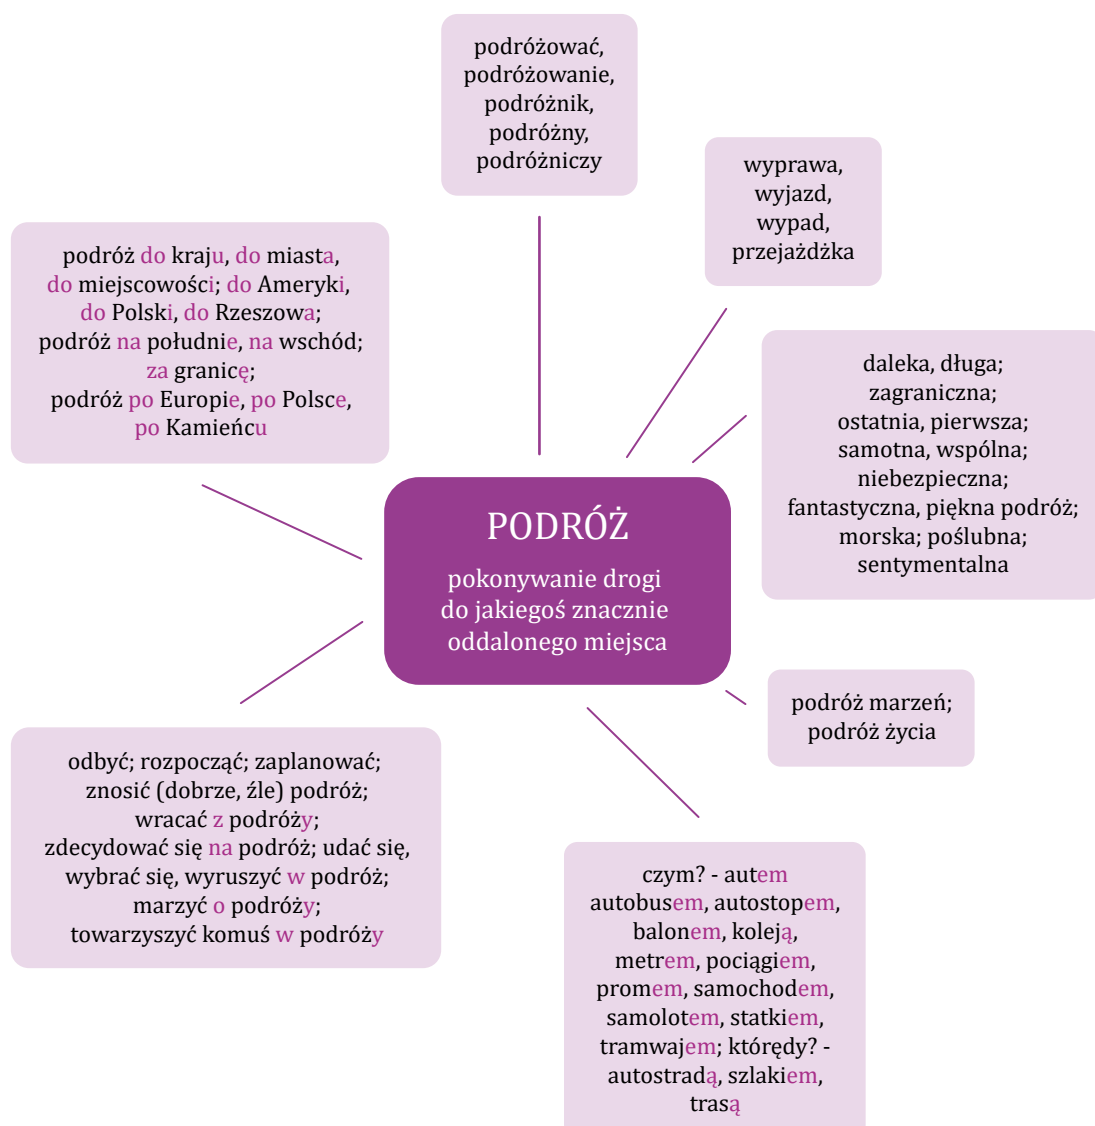 podróżować,
podróżowanie,
podróżnik,
podróżny,
podróżniczy
wyprawa,
wyjazd,
wypad,
przejażdżka
podróż do kraju, do miasta,
do miejscowości; do Ameryki,
do Polski, do Rzeszowa;
podróż na południe, na wschód;
za granicę;
podróż po Europie, po Polsce,
po Kamieńcu
daleka, długa;
zagraniczna;
ostatnia, pierwsza;
samotna, wspólna;
niebezpieczna;
fantastyczna, piękna podróż;
morska; poślubna;
sentymentalna
PODRÓŻ
pokonywanie drogi
do jakiegoś znacznie
oddalonego miejsca
podróż marzeń;
podróż życia
odbyć; rozpocząć; zaplanować;
znosić (dobrze, źle) podróż;
wracać z podróży;
zdecydować się na podróż; udać się,
wybrać się, wyruszyć w podróż;
marzyć o podróży;
towarzyszyć komuś w podróży
czym? - autem
autobusem, autostopem,
balonem, koleją,
metrem, pociągiem,
promem, samochodem,
samolotem, statkiem,
tramwajem; którędy? -
autostradą, szlakiem,
trasą